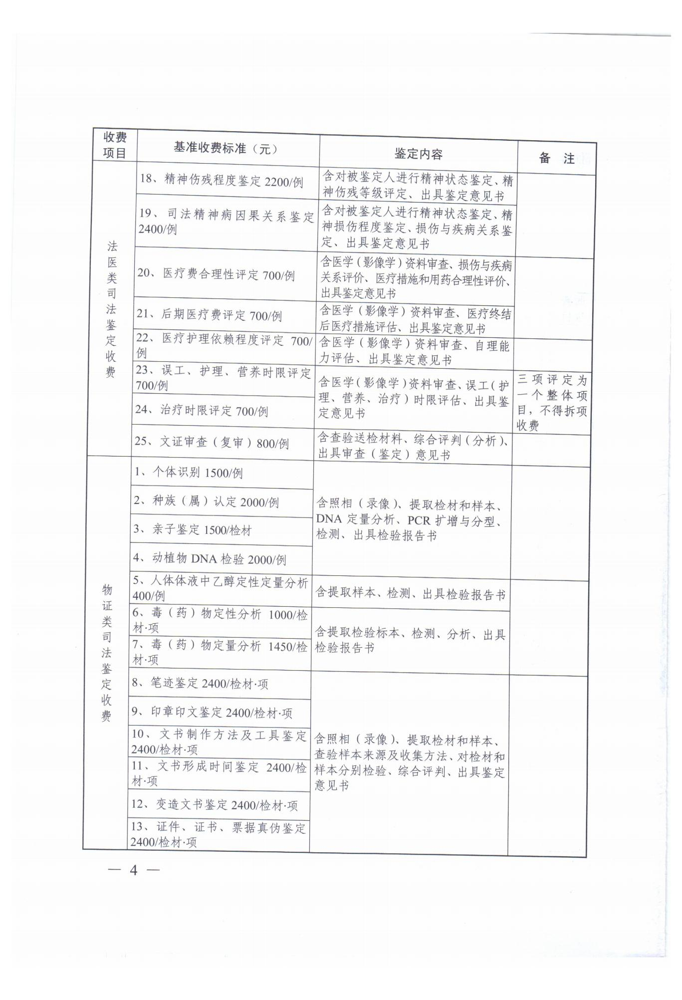 收费
项目
基准收费标准（元）
鉴定内容
备 注
法医类司法鉴定收费
18、精神伤残程度鉴定 2200/例
含对被鉴定人进行精神状态鉴定、精
神伤残等级评定、出具鉴定意见书
19、司法精神病因果关系鉴定
2400/例
含对被鉴定人进行精神状态鉴定、精
神损伤程度鉴定、损伤与疾病关系鉴
定、出具鉴定意见书
20、医疗费合理性评定 700/例
含医学（影像学）资料审查、损伤与疾病
关系评价、医疗措施和用药合理性评价、
出具鉴定意见书
21、后期医疗费评定 700/例
含医学（影像学）资料审查、医疗终结
后医疗措施评估、出具鉴定意见书
22、医疗护理依赖程度评定 700/
例
含医学（影像学）资料审查、自理能
力评估、出具鉴定意见书
23、误工、护理、营养时限评定
700/例
24、治疗时限评定 700/例
含医学（影像学）资料审查、误工（护
理、营养、治疗）时限评估、出具鉴
定意见书
三项评定为
一个整体项
目，不得拆项
收费
25、文证审查（复审）800/例
含查验送检材料、综合评判（分析）、
出具审查（鉴定）意见书
物证类司法鉴定收费
1、个体识别 1500/例
2、种族（属）认定 2000/例
3、亲子鉴定 1500/检材
4、动植物 DNA 检验 2000/例
含照相（录像）、提取检材和样本、
DNA 定量分析、PCR 扩增与分型、
检测、出具检验报告书
5、人体体液中乙醇定性定量分析
400/例
含提取样本、检测、出具检验报告书
6、毒（药）物定性分析 1000/检
材·项
7、毒（药）物定量分析 1450/检
材·项
含提取检验标本、检测、分析、出具
检验报告书
8、笔迹鉴定 2400/检材·项
9、印章印文鉴定 2400/检材·项
10、文书制作方法及工具鉴定
2400/检材·项
11、文书形成时间鉴定 2400/检
材·项
12、变造文书鉴定 2400/检材·项
13、证件、证书、票据真伪鉴定
2400/检材·项
含照相（录像）、提取检材和样本、
查验样本来源及收集方法、对检材和
样本分别检验、综合评判、出具鉴定
意见书
— 4 —